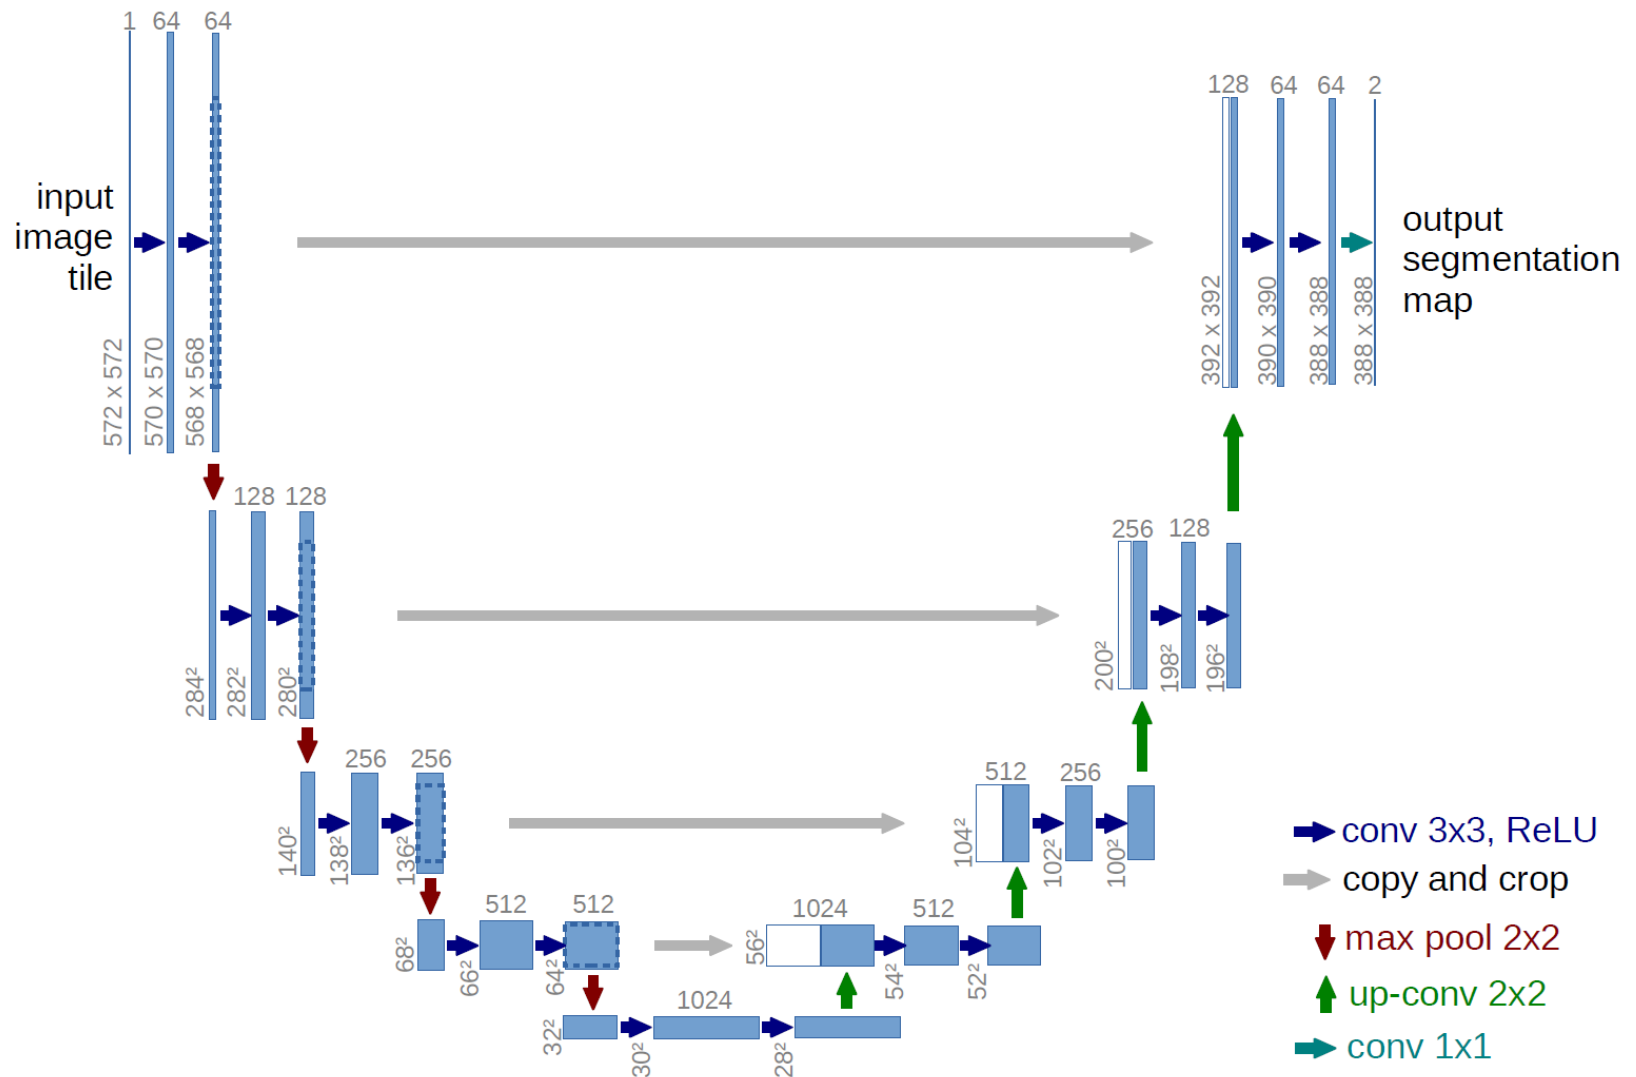 1 64 64
128 64 64 2
input
image
tile
output
segmentation
map
572 x 572
570 x 570
568 x 568
392 x 392
390 x 390
388 x 388
388 x 388
128 128
256 128
284²
282²
280²
200²
198²
196²
256 256
512 256
140²
138²
136²
104²
102²
100²
conv 3x3, ReLU
copy and crop
max pool 2x2
up-conv 2x2
conv 1x1
512 512
1024 512
68²
66²
64²
56²
54²
52²
1024
32²
30²
28²